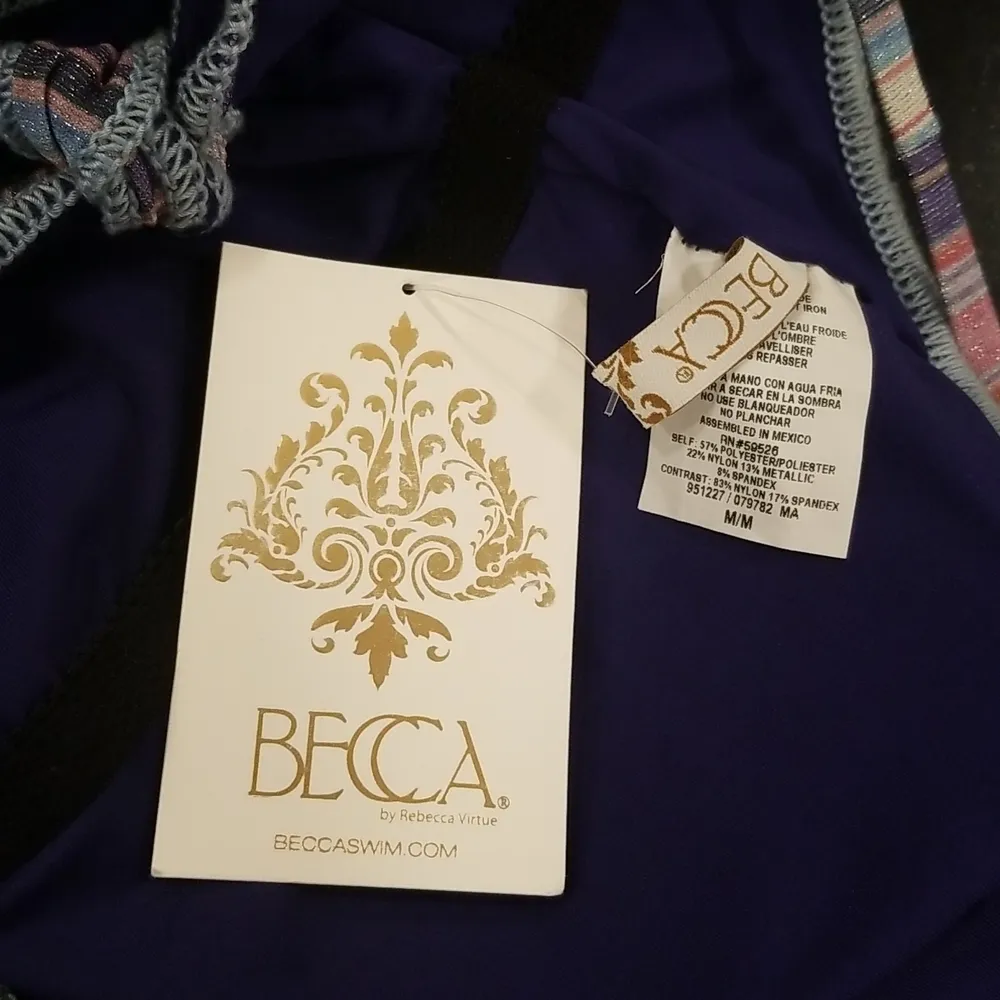 BECCA®
by Rebecca Virtue
BECCASWIM.COM
BECCA®
IRON
L'EAU FROIDE
L'OMBRE
REPASSER
A MANO CON AGUA FRIA
A SECAR EN LA SOMBRA
NO USE BLANQUEADOR
NO PLANCHAR
ASSEMBLED IN MEXICO
RN#59526
SELF: 57% POLYESTER/POLIESTER
22% NYLON 13% METALLIC
8% SPANDEX
CONTRAST: 83% NYLON 17% SPANDEX
951227 / 079782 MA
M/M